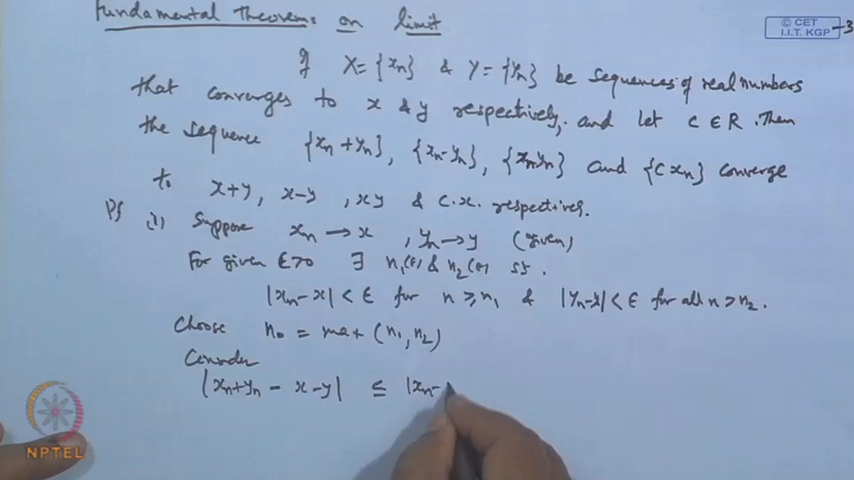 Fundamental Theorems on limit
© CET
I.I.T. KGP
-3
If X={xn} & Y={yn} be sequences of real numbers
that converges to x & y respectively, and let c ∈ R. Then
the sequence {xn+yn}, {xn-yn}, {xnyn} and {Cxn} converge
to x+y, x-y, xy & c.x. respectives.
Pf (i) Suppose xn → x , yn → y (given)
For given ε>0 ∃ n1(ε) & n2(ε) st.
|xn-x| < ε for n ≥ n1 & |yn-y| < ε for all n ≥ n2.
Choose n0 = max (n1, n2)
Consider
|xn+yn - x-y| ≤ |xn-
NPTEL